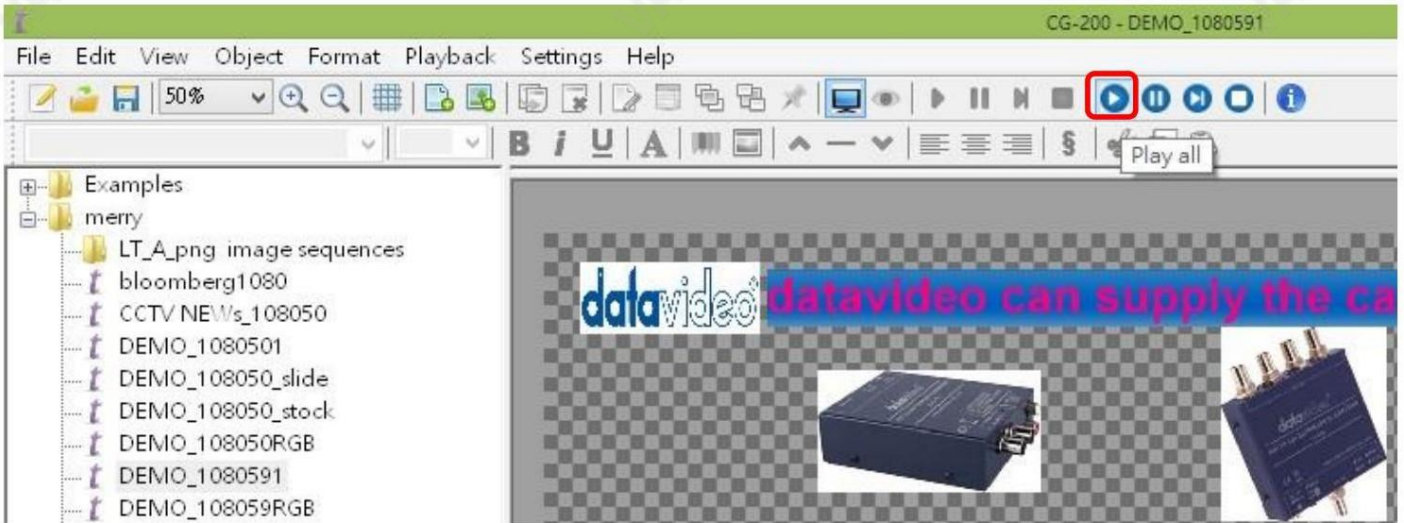 CG-200 - DEMO_1080591
File Edit View Object Format Playback Settings Help
50%
B i U A § i
Play all
Examples
merry
LT_A_png image sequences
bloomberg1080
CCTV NEWs_108050
DEMO_1080501
DEMO_108050_slide
DEMO_108050_stock
DEMO_108050RGB
DEMO_1080591
DEMO_108059RGB
datavideo® datavideo can supply the ca
datavideo